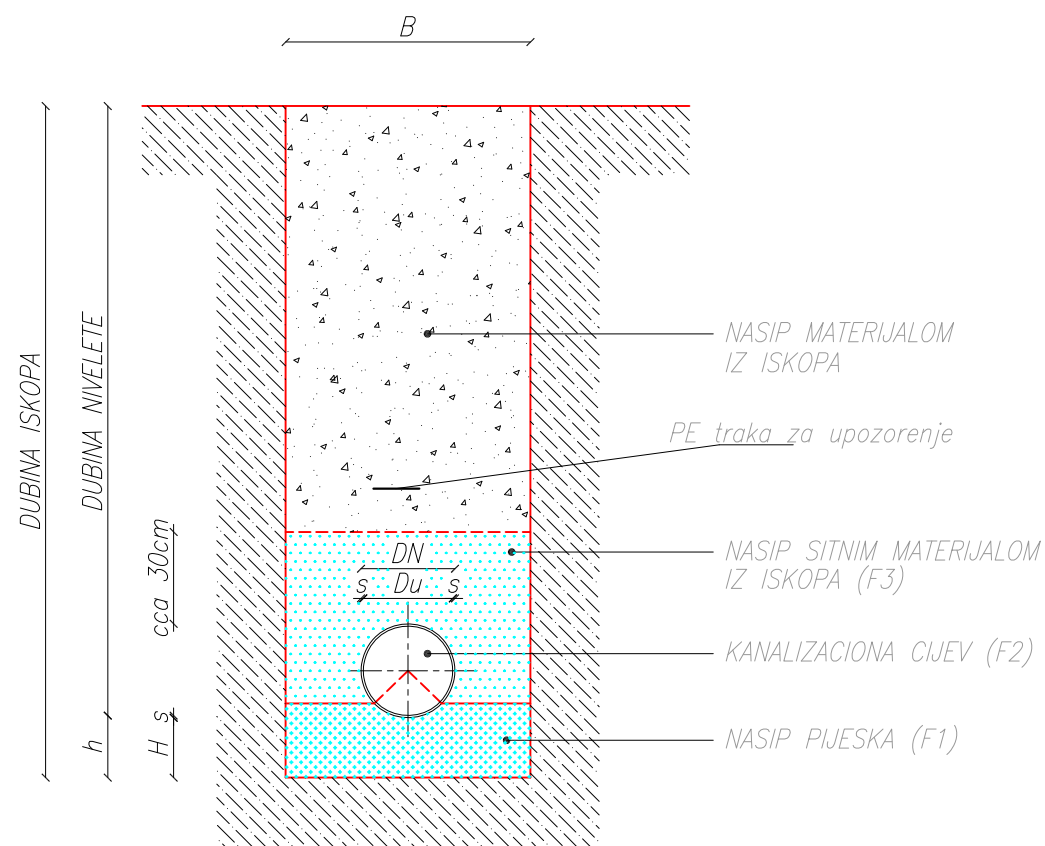 B
DUBINA ISKOPA
DUBINA NIVELETE
NASIP MATERIJALOM
IZ ISKOPA
PE traka za upozorenje
cca 30cm
DN
s Du s
NASIP SITNIM MATERIJALOM
IZ ISKOPA (F3)
KANALIZACIONA CIJEV (F2)
h
H s
NASIP PIJESKA (F1)